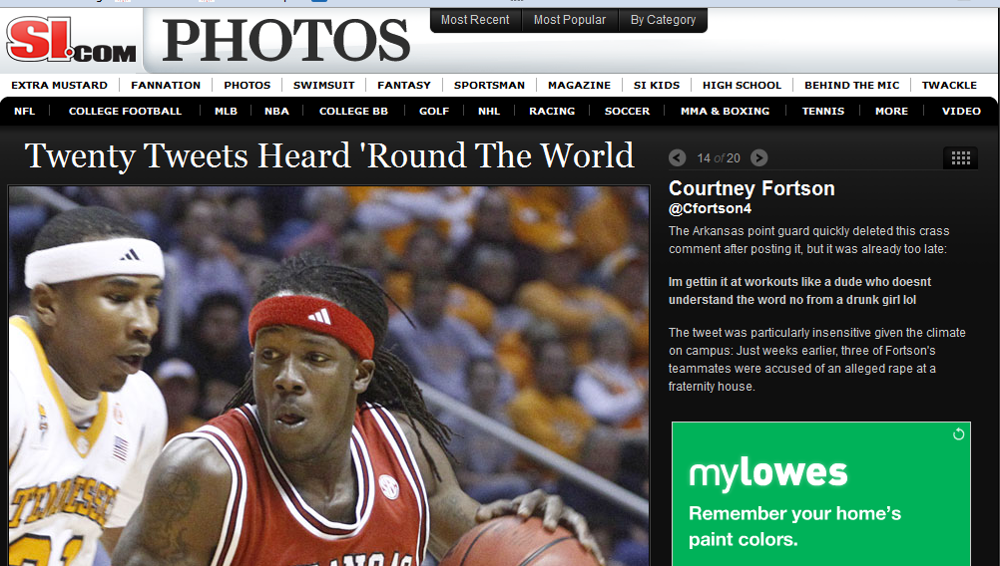 SI.COM
PHOTOS
Most Recent
Most Popular
By Category
EXTRA MUSTARD
FANNATION
PHOTOS
SWIMSUIT
FANTASY
SPORTSMAN
MAGAZINE
SI KIDS
HIGH SCHOOL
BEHIND THE MIC
TWACKLE
NFL
COLLEGE FOOTBALL
MLB
NBA
COLLEGE BB
GOLF
NHL
RACING
SOCCER
MMA & BOXING
TENNIS
MORE
VIDEO
Twenty Tweets Heard 'Round The World
14 of 20
Courtney Fortson
@Cfortson4
The Arkansas point guard quickly deleted this crass
comment after posting it, but it was already too late:
Im gettin it at workouts like a dude who doesnt
understand the word no from a drunk girl lol
The tweet was particularly insensitive given the climate
on campus: Just weeks earlier, three of Fortson's
teammates were accused of an alleged rape at a
fraternity house.
TENNESSEE
mylowes
Remember your home's
paint colors.